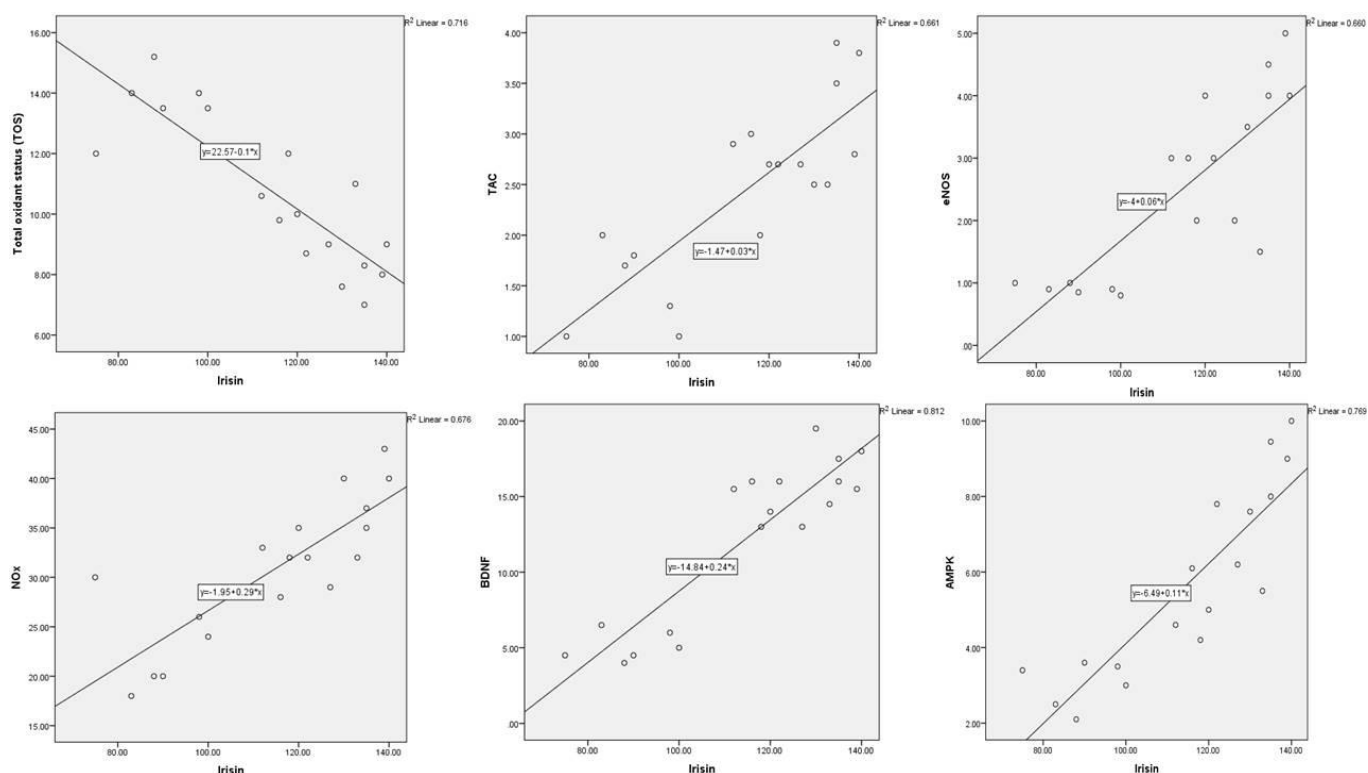 R2 Linear = 0.716
16.00
14.00
12.00
10.00
8.00
6.00
Total oxidant status (TOS)
y=22.57-0.1*x
80.00 100.00 120.00 140.00
Irisin
R2 Linear = 0.661
4.00
3.50
3.00
2.50
2.00
1.50
1.00
TAC
y=-1.47+0.03*x
80.00 100.00 120.00 140.00
Irisin
R2 Linear = 0.660
5.00
4.00
3.00
2.00
1.00
.00
eNOS
y=-4+0.06*x
80.00 100.00 120.00 140.00
Irisin
R2 Linear = 0.676
45.00
40.00
35.00
30.00
25.00
20.00
15.00
NOx
y=-1.95+0.29*x
80.00 100.00 120.00 140.00
Irisin
R2 Linear = 0.812
20.00
15.00
10.00
5.00
.00
BDNF
y=-14.84+0.24*x
80.00 100.00 120.00 140.00
Irisin
R2 Linear = 0.769
10.00
8.00
6.00
4.00
2.00
AMPK
y=-6.49+0.11*x
80.00 100.00 120.00 140.00
Irisin